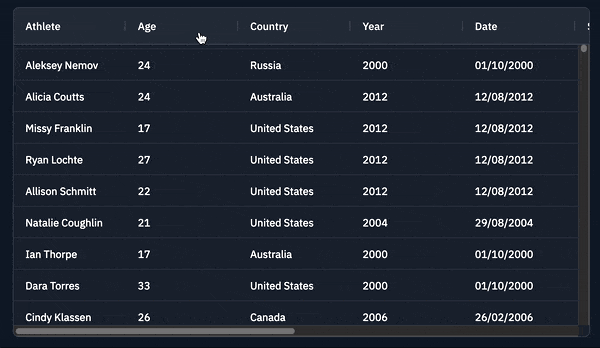 Athlete Age Country Year Date
Aleksey Nemov 24 Russia 2000 01/10/2000
Alicia Coutts 24 Australia 2012 12/08/2012
Missy Franklin 17 United States 2012 12/08/2012
Ryan Lochte 27 United States 2012 12/08/2012
Allison Schmitt 22 United States 2012 12/08/2012
Natalie Coughlin 21 United States 2004 29/08/2004
Ian Thorpe 17 Australia 2000 01/10/2000
Dara Torres 33 United States 2000 01/10/2000
Cindy Klassen 26 Canada 2006 26/02/2006